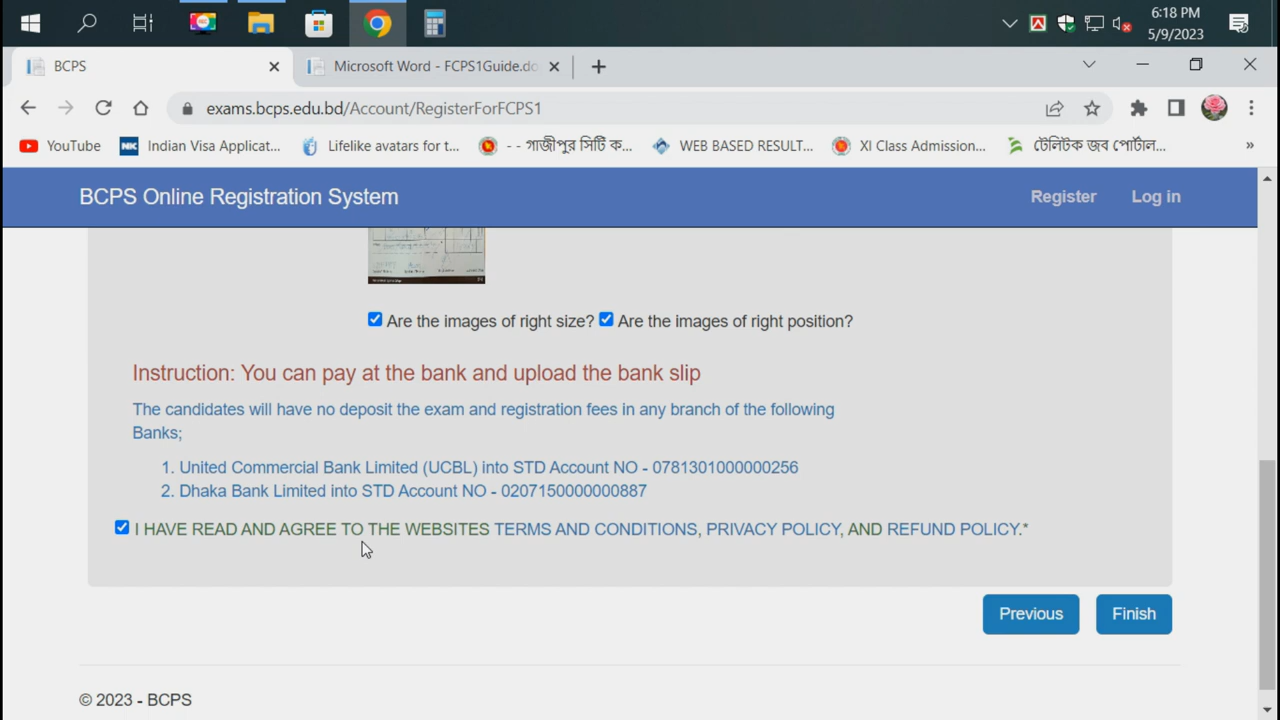 6:18 PM
5/9/2023
BCPS
Microsoft Word - FCPS1Guide.do
exams.bcps.edu.bd/Account/RegisterForFCPS1
YouTube
Indian Visa Applicat...
Lifelike avatars for t...
- - গাজীপুর সিটি ক...
WEB BASED RESULT...
XI Class Admission...
টেলিটক জব পোর্টাল...
»
BCPS Online Registration System
Register
Log in
Are the images of right size? Are the images of right position?
Instruction: You can pay at the bank and upload the bank slip
The candidates will have no deposit the exam and registration fees in any branch of the following
Banks;
1. United Commercial Bank Limited (UCBL) into STD Account NO - 0781301000000256
2. Dhaka Bank Limited into STD Account NO - 0207150000000887
I HAVE READ AND AGREE TO THE WEBSITES TERMS AND CONDITIONS, PRIVACY POLICY, AND REFUND POLICY.*
Previous
Finish
© 2023 - BCPS